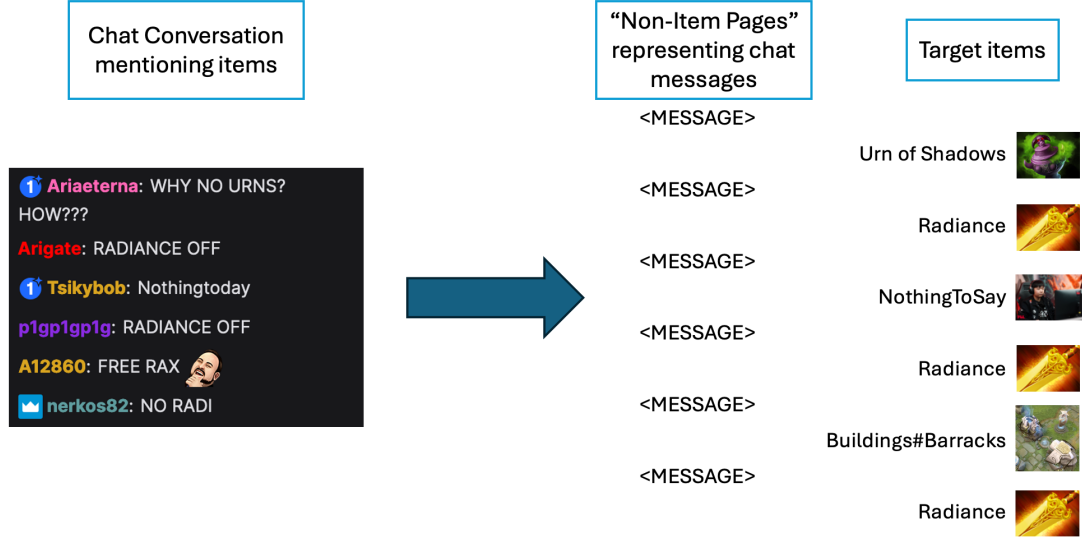 Chat Conversation
mentioning items
“Non-Item Pages”
representing chat
messages
Target items
1 Ariaeterna: WHY NO URNS?
HOW???
Arigate: RADIANCE OFF
1 Tsikybob: Nothingtoday
p1gp1gp1g: RADIANCE OFF
A12860: FREE RAX
nerkos82: NO RADI
<MESSAGE>
Urn of Shadows
<MESSAGE>
Radiance
<MESSAGE>
NothingToSay
<MESSAGE>
Radiance
<MESSAGE>
Buildings#Barracks
<MESSAGE>
Radiance